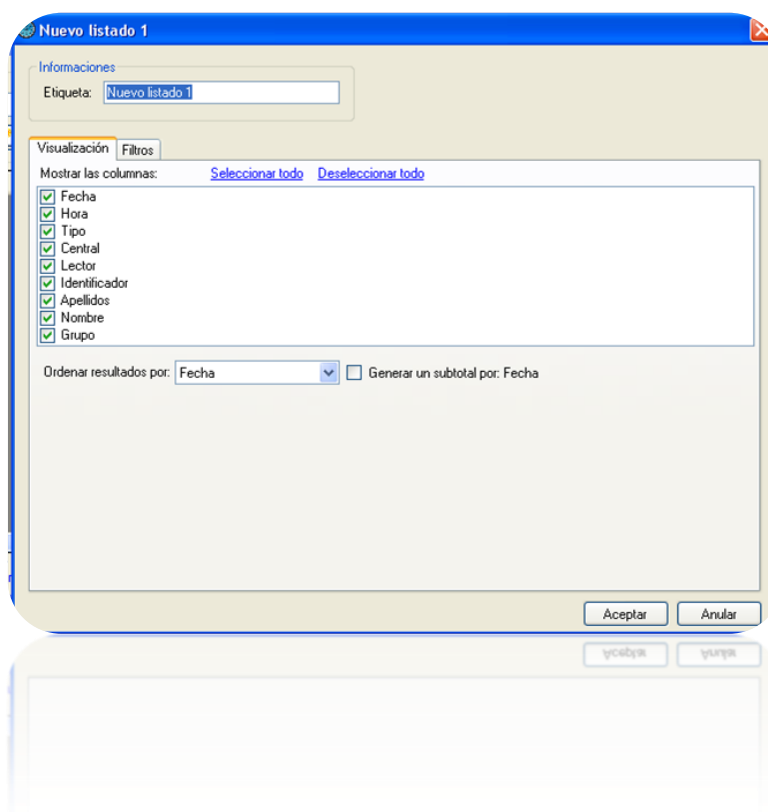 Nuevo listado 1
Informaciones
Etiqueta: Nuevo listado 1
Visualización Filtros
Mostrar las columnas: Seleccionar todo Deseleccionar todo
Fecha
Hora
Tipo
Central
Lector
Identificador
Apellidos
Nombre
Grupo
Ordenar resultados por: Fecha Generar un subtotal por: Fecha
Aceptar Anular